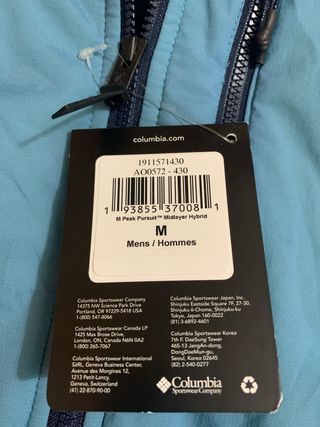 columbia.com
1911571430
AO0572 - 430
1 93855 37008 1
M Peak Pursuit™ Midlayer Hybrid
M
Mens / Hommes
Columbia Sportswear Company
14375 NW Science Park Drive
Portland, OR 97229-5418 USA
1-800 547-8066
Columbia Sportswear Canada LP
1425 Max Brose Drive,
London, ON, Canada N6N 0A2
1-800 265-7067
Columbia Sportswear International
SàRL, Geneva Business Center
Avenue des Morgines 12,
1213 Petit-Lancy,
Geneva, Switzerland
(41) 22-870-90-00
Columbia Sportswear Japan, Inc.
Shinjuku Eastside Square 7F, 27-30,
Shinjuku 6-Chome, Shinjuku-ku
Tokyo, Japan 160-0022
(81) 3-6892-4601
Columbia Sportswear Korea
7th F. DaeSung Tower
465-13 JangAn-dong,
DongDaeMun-gu
Seoul, Korea
(82) 2-540-0277
Columbia
Sportswear Company